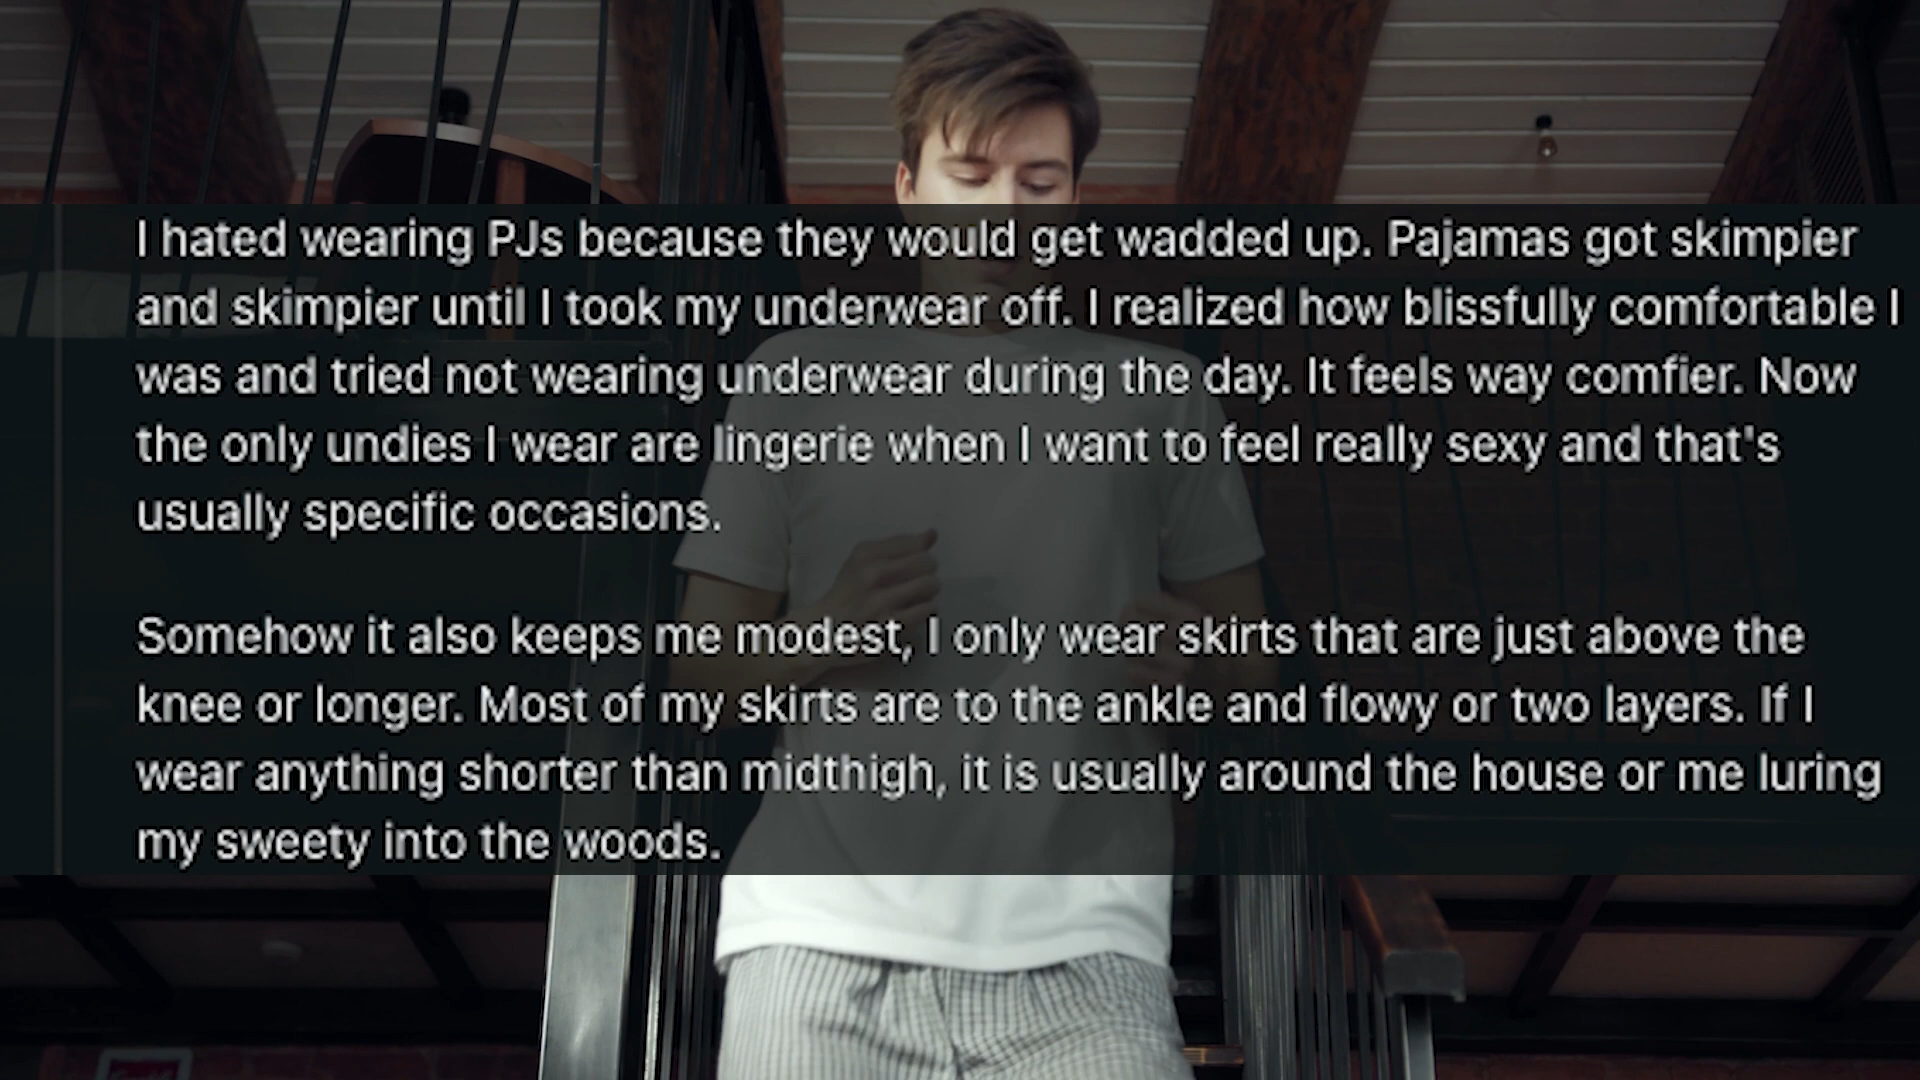 I hated wearing PJs because they would get wadded up. Pajamas got skimpier
and skimpier until I took my underwear off. I realized how blissfully comfortable I
was and tried not wearing underwear during the day. It feels way comfier. Now
the only undies I wear are lingerie when I want to feel really sexy and that's
usually specific occasions.
Somehow it also keeps me modest, I only wear skirts that are just above the
knee or longer. Most of my skirts are to the ankle and flowy or two layers. If I
wear anything shorter than midthigh, it is usually around the house or me luring
my sweety into the woods.